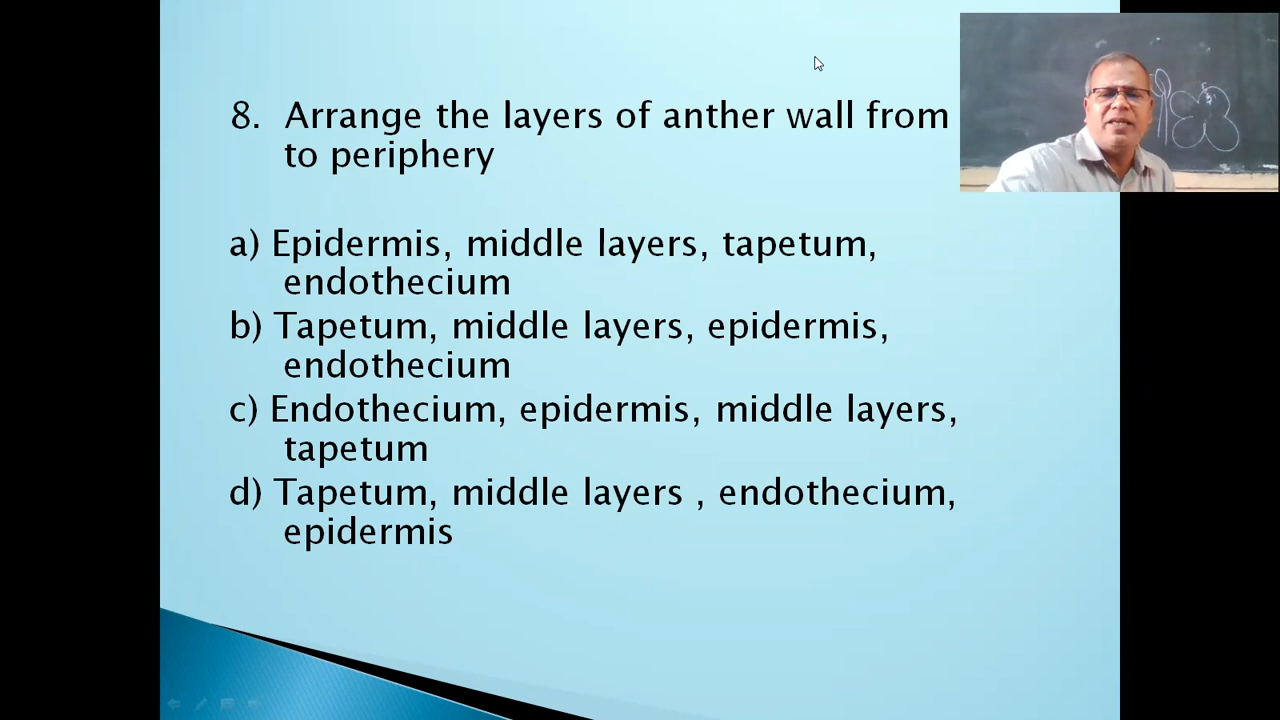 8. Arrange the layers of anther wall from
to periphery
a) Epidermis, middle layers, tapetum,
endothecium
b) Tapetum, middle layers, epidermis,
endothecium
c) Endothecium, epidermis, middle layers,
tapetum
d) Tapetum, middle layers , endothecium,
epidermis